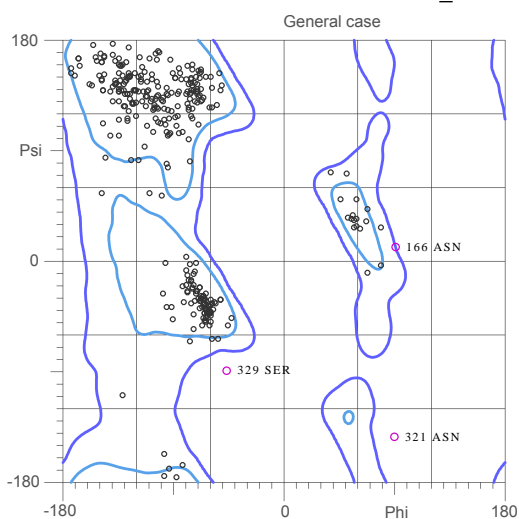 General case
180
Psi
0
166 ASN
329 SER
321 ASN
-180
-180
0
Phi
180